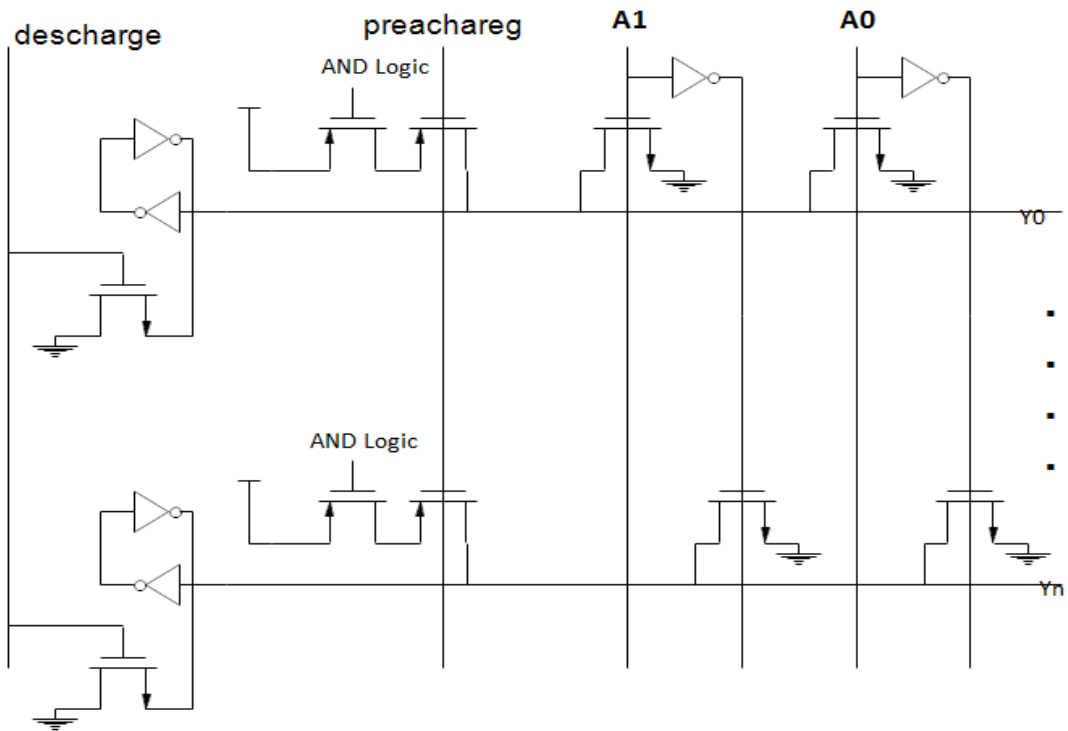 descharge
preachareg
A1
A0
AND Logic
Y0
AND Logic
Yn